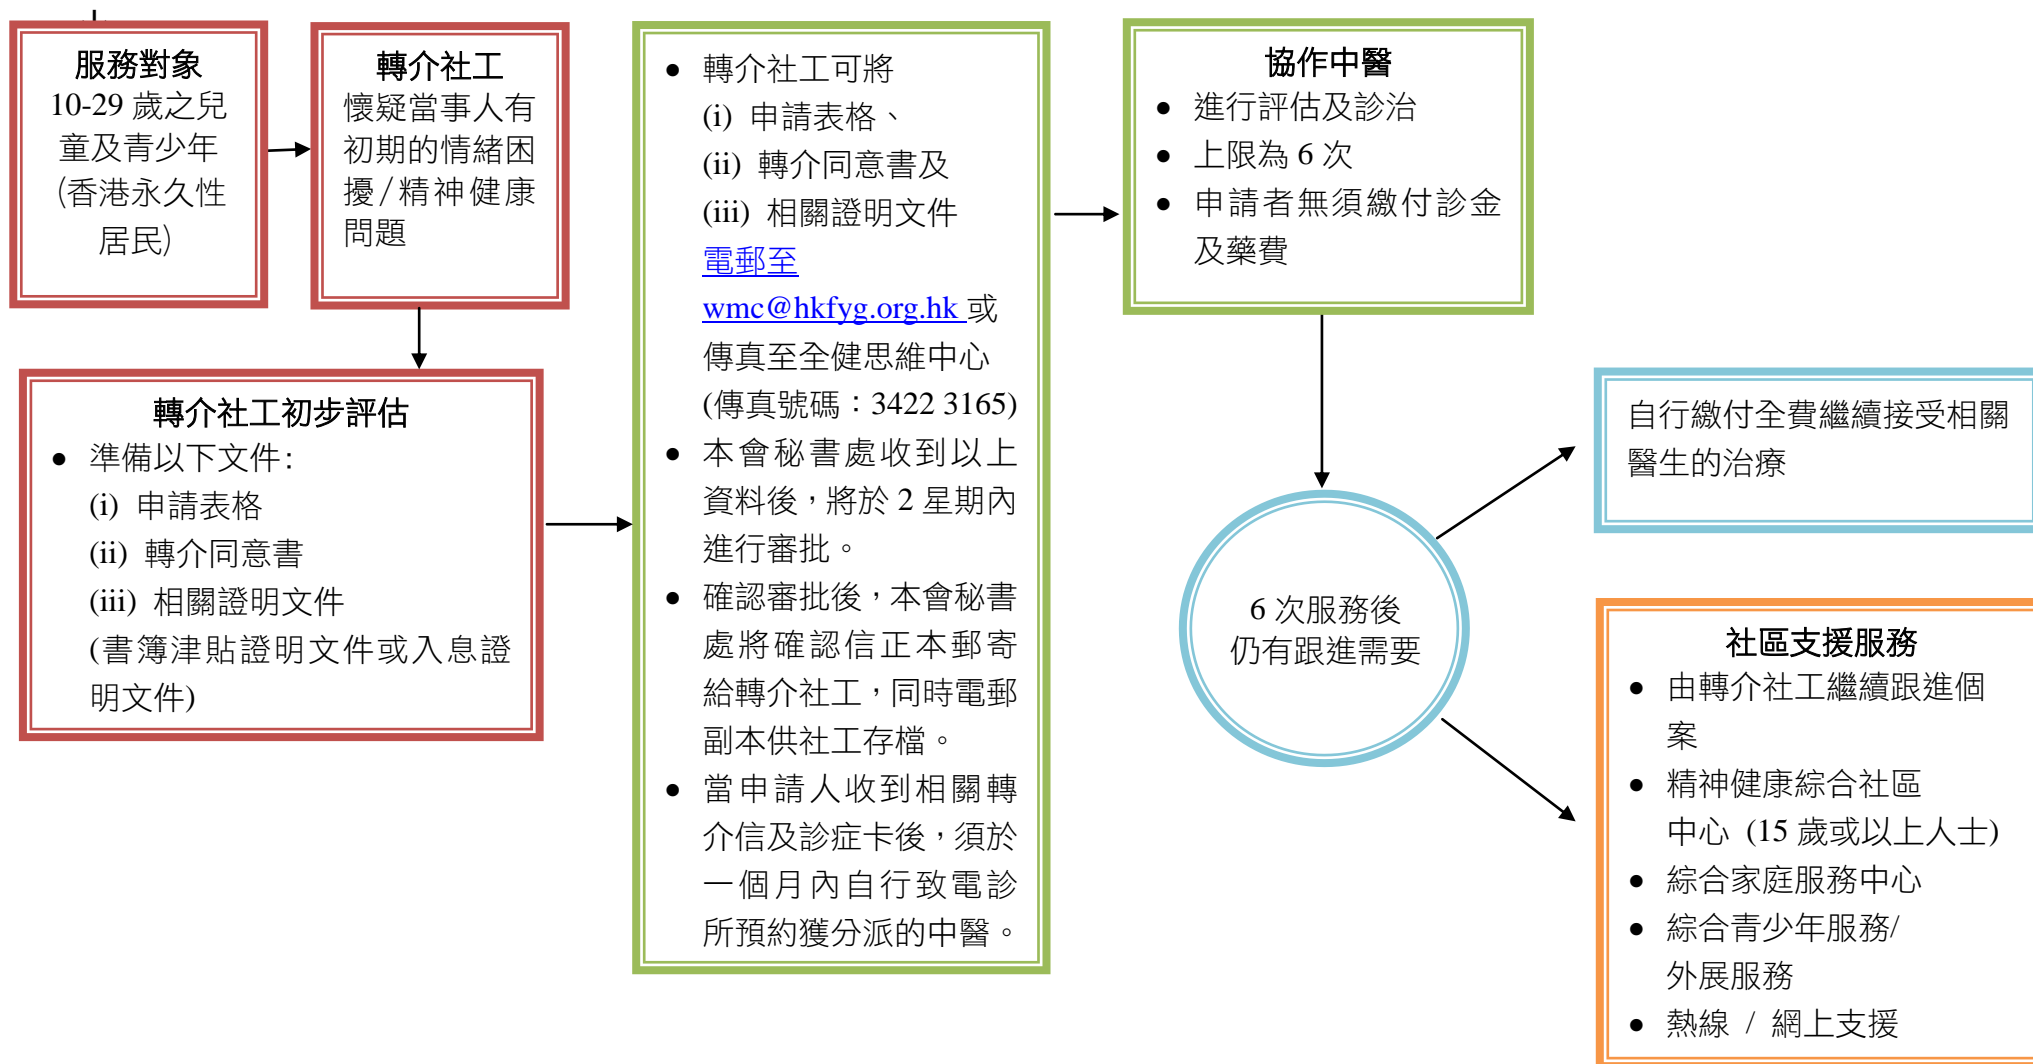 服務對象
10-29 歲之兒
童及青少年
(香港永久性
居民)
轉介社工
懷疑當事人有
初期的情緒困
擾/精神健康
問題
轉介社工初步評估
● 準備以下文件:
(i) 申請表格
(ii) 轉介同意書
(iii) 相關證明文件
(書簿津貼證明文件或入息證
明文件)
● 轉介社工可將
(i) 申請表格、
(ii) 轉介同意書及
(iii) 相關證明文件
電郵至
wmc@hkfyg.org.hk 或
傳真至全健思維中心
(傳真號碼：3422 3165)
● 本會秘書處收到以上
資料後，將於 2 星期內
進行審批。
● 確認審批後，本會秘書
處將確認信正本郵寄
給轉介社工，同時電郵
副本供社工存檔。
● 當申請人收到相關轉
介信及診症卡後，須於
一個月內自行致電診
所預約獲分派的中醫。
協作中醫
● 進行評估及診治
● 上限為 6 次
● 申請者無須繳付診金
及藥費
6 次服務後
仍有跟進需要
自行繳付全費繼續接受相關
醫生的治療
社區支援服務
● 由轉介社工繼續跟進個
案
● 精神健康綜合社區
中心 (15 歲或以上人士)
● 綜合家庭服務中心
● 綜合青少年服務/
外展服務
● 熱線 / 網上支援